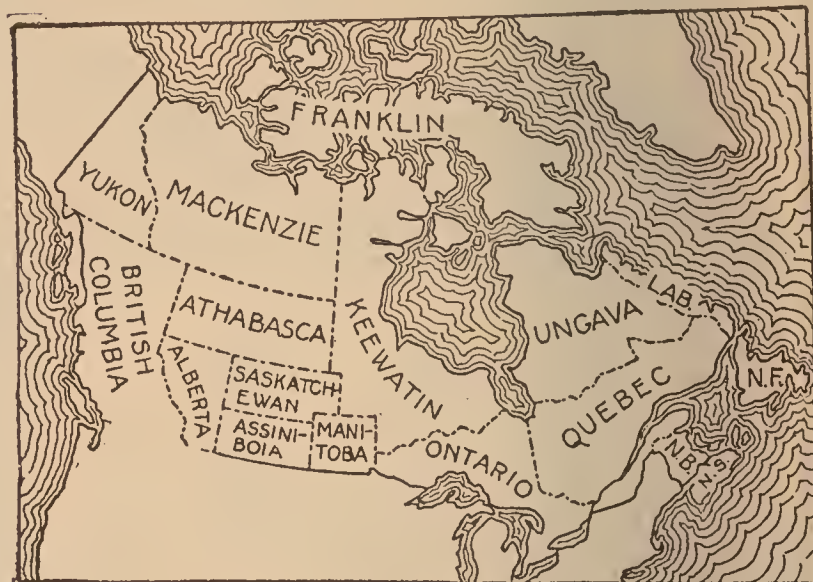 FRANKLIN
YUKON
MACKENZIE
BRITISH
COLUMBIA
ATHABASCA
KEEWATIN
UNGAVA
LAB'R
N.F.
ALBERTA
SASKATCH-
EWAN
ASSINI-
BOIA
MANI-
TOBA
ONTARIO
QUEBEC
N.B.
N.S.